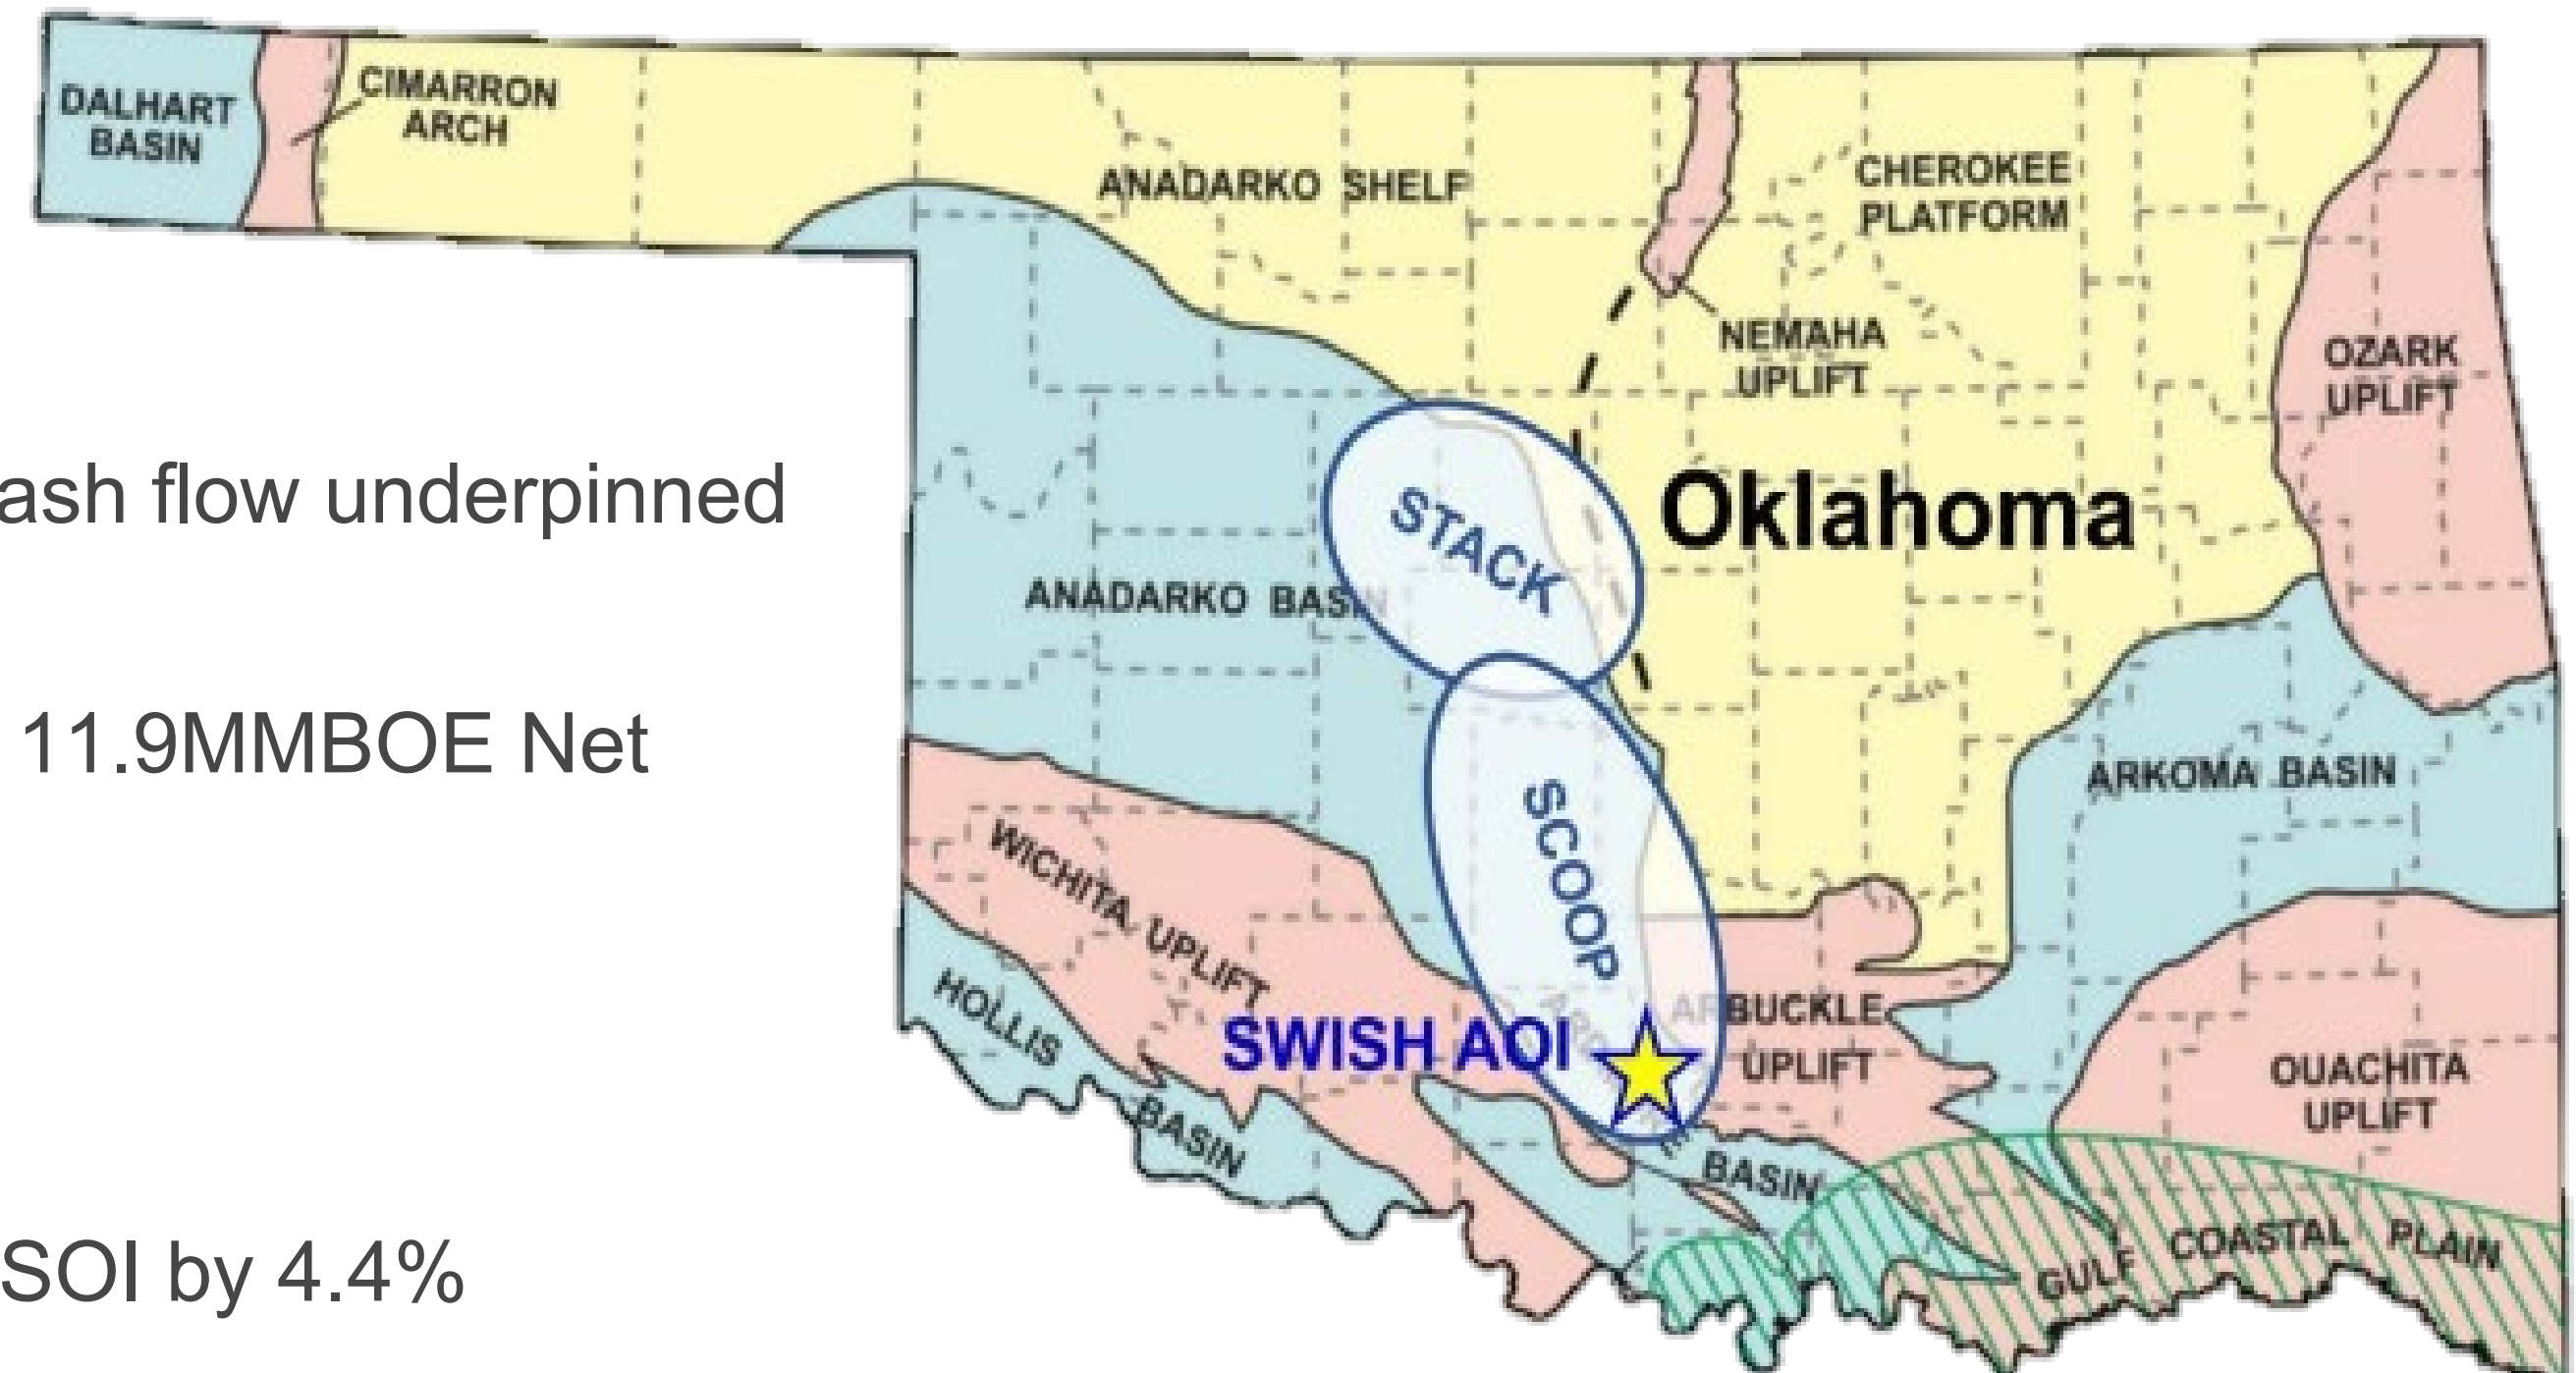 DALHART
BASIN
CIMARRON
ARCH
ANADARKO SHELF
CHEROKEE
PLATFORM
NEMAHA
UPLIFT
OZARK
UPLIFT
ash flow underpinned
STACK
Oklahoma
ANADARKO BASIN
11.9MMBOE Net
SCOOP
ARKOMA BASIN
WICHITA UPLIFT
HOLLIS
BASIN
SWISH AOI
ARBUCKLE
UPLIFT
OUACHITA
UPLIFT
BASIN
GULF COASTAL PLAIN
SOI by 4.4%